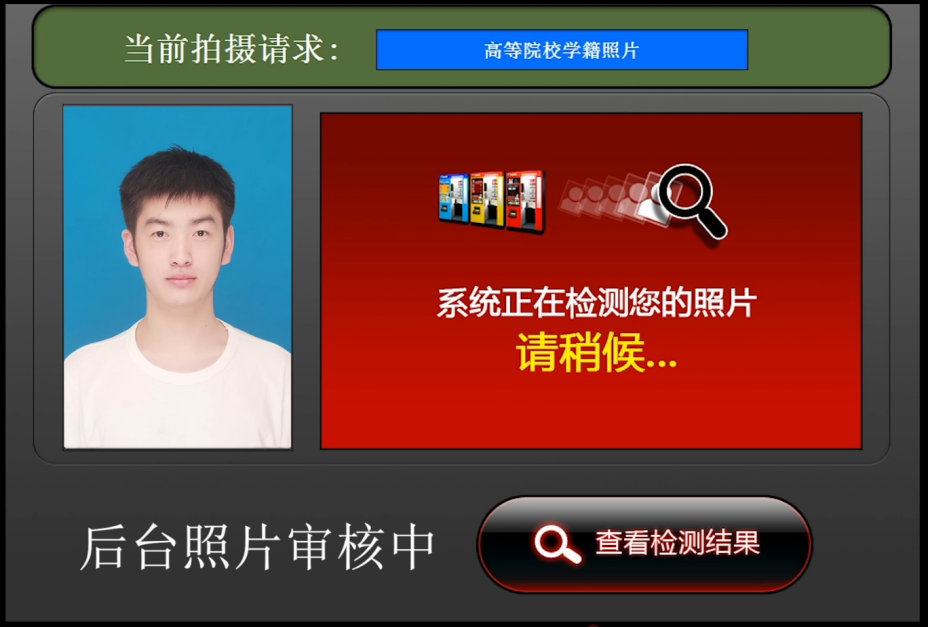 当前拍摄请求：
高等院校学籍照片
系统正在检测您的照片
请稍候...
后台照片审核中
查看检测结果